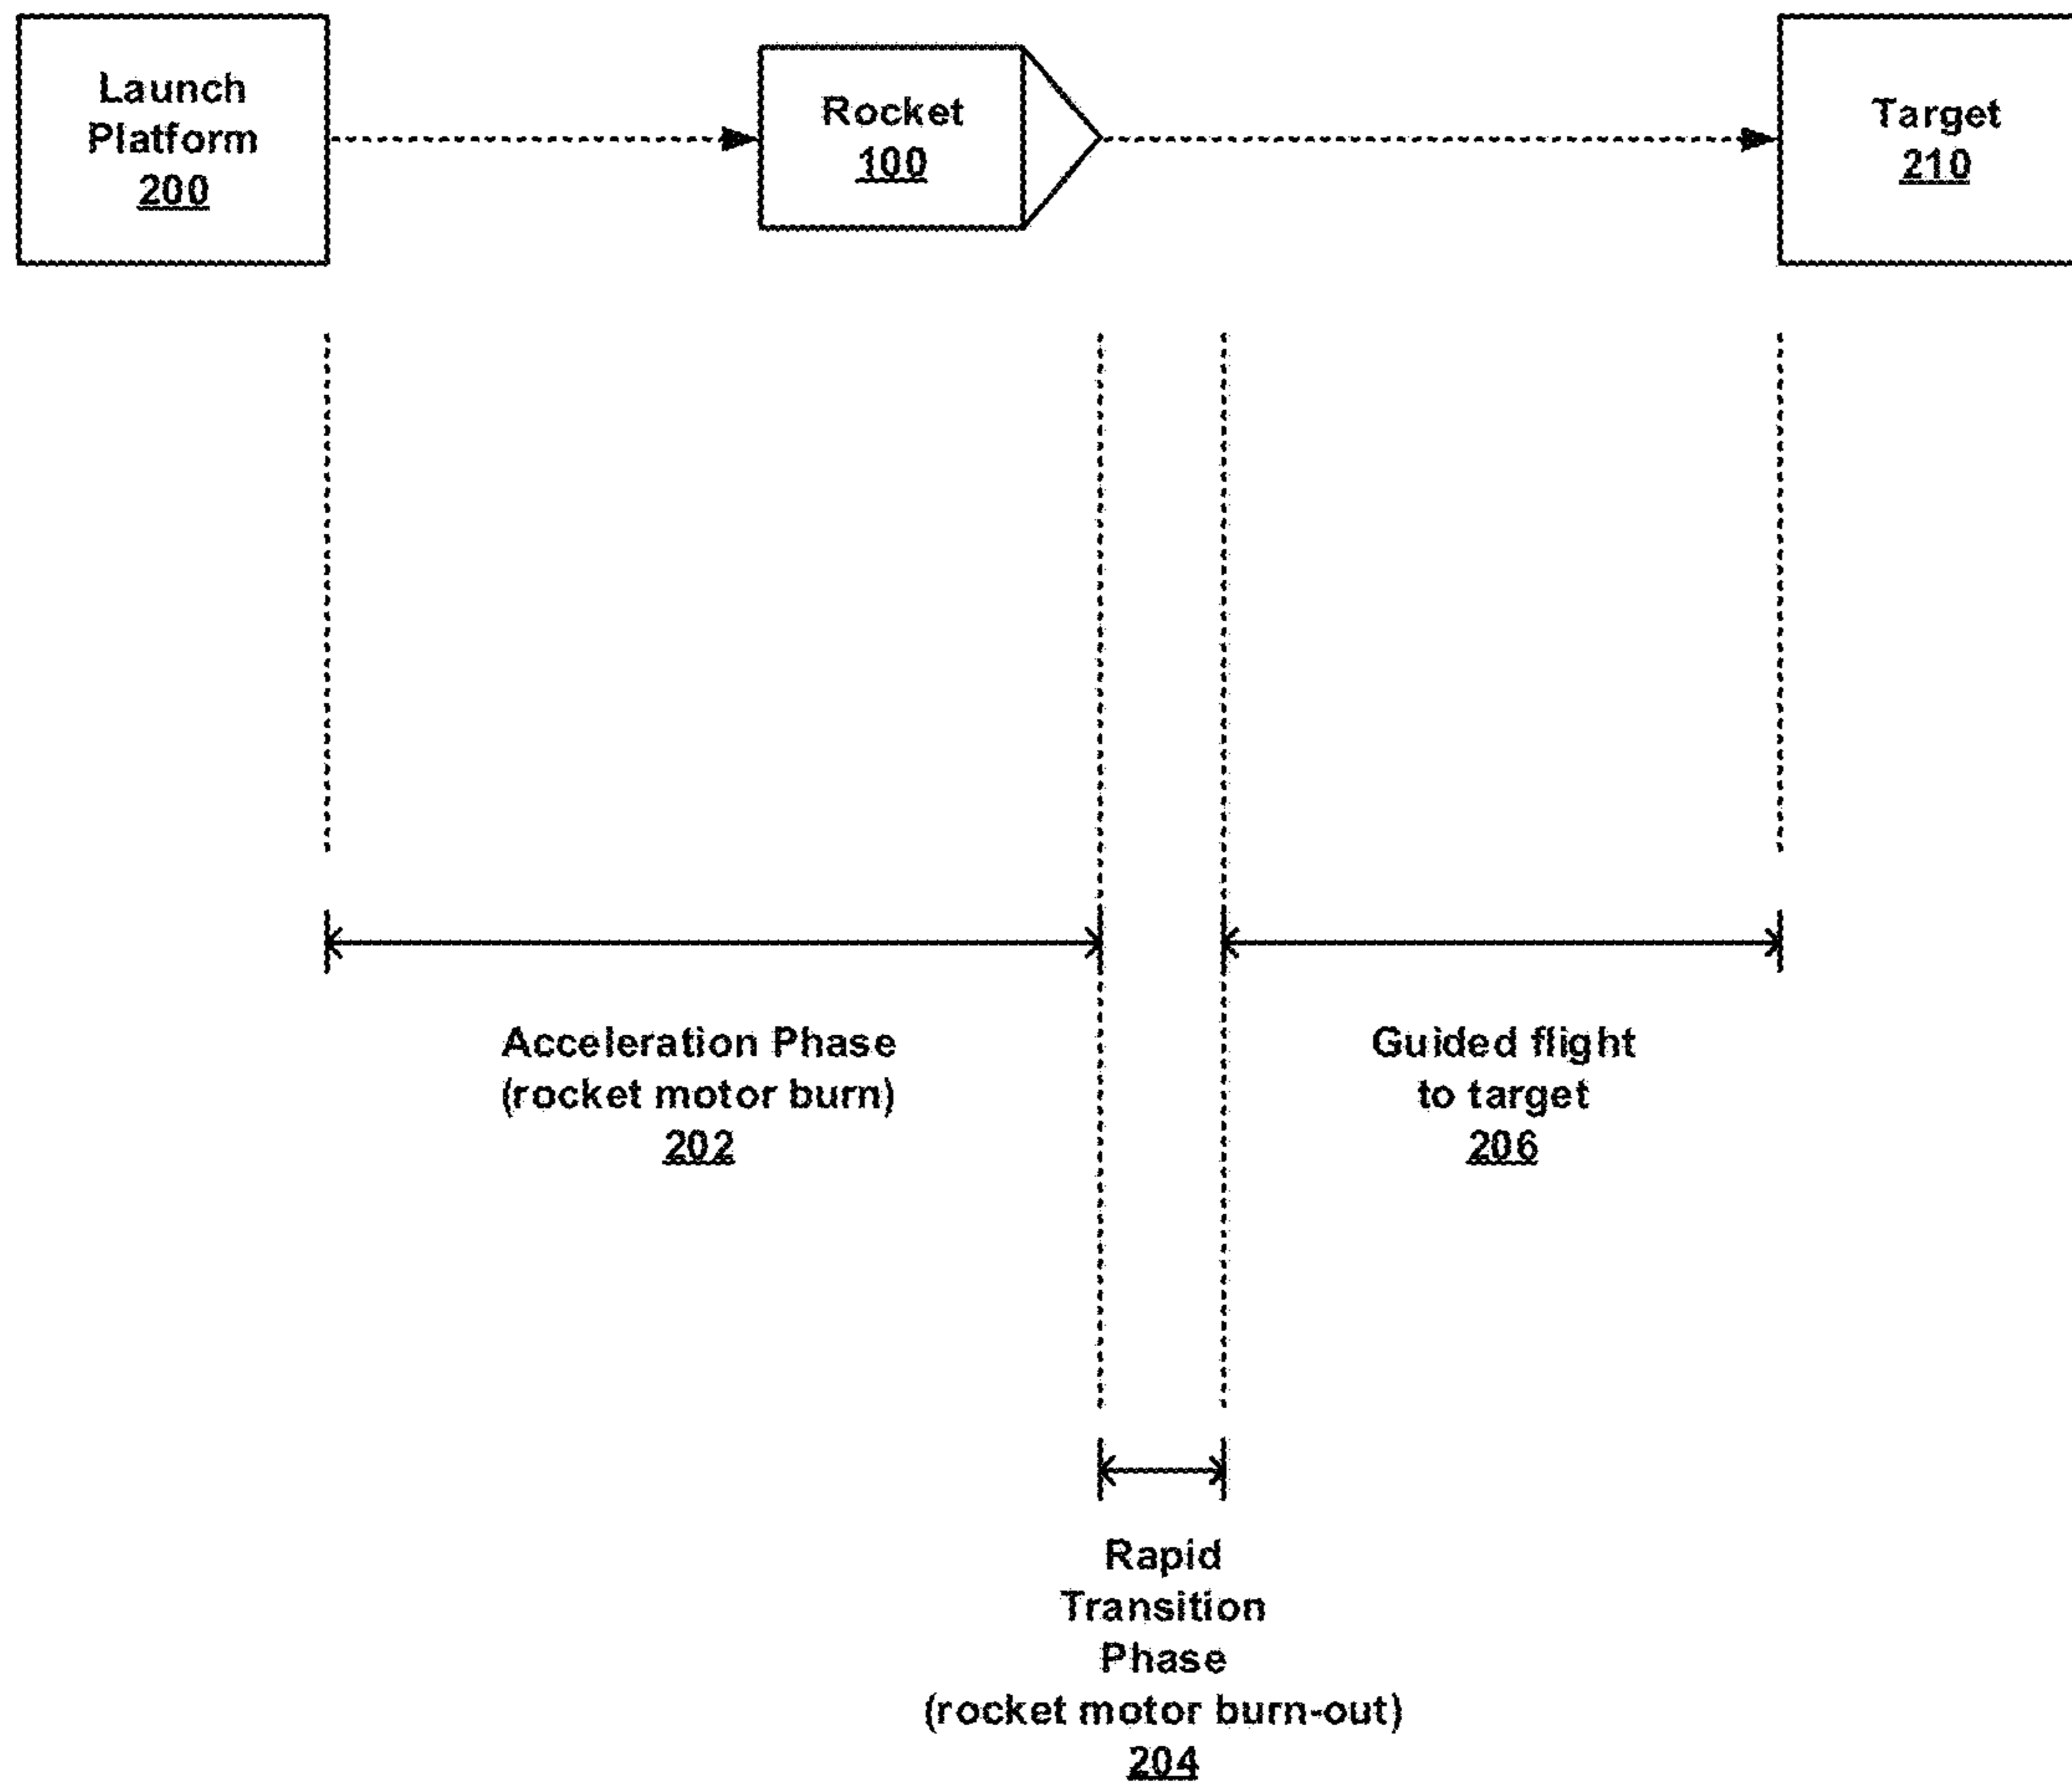 Launch
Platform
200
Rocket
100
Target
210
Acceleration Phase
(rocket motor burn)
202
Guided flight
to target
206
Rapid
Transition
Phase
(rocket motor burn-out)
204